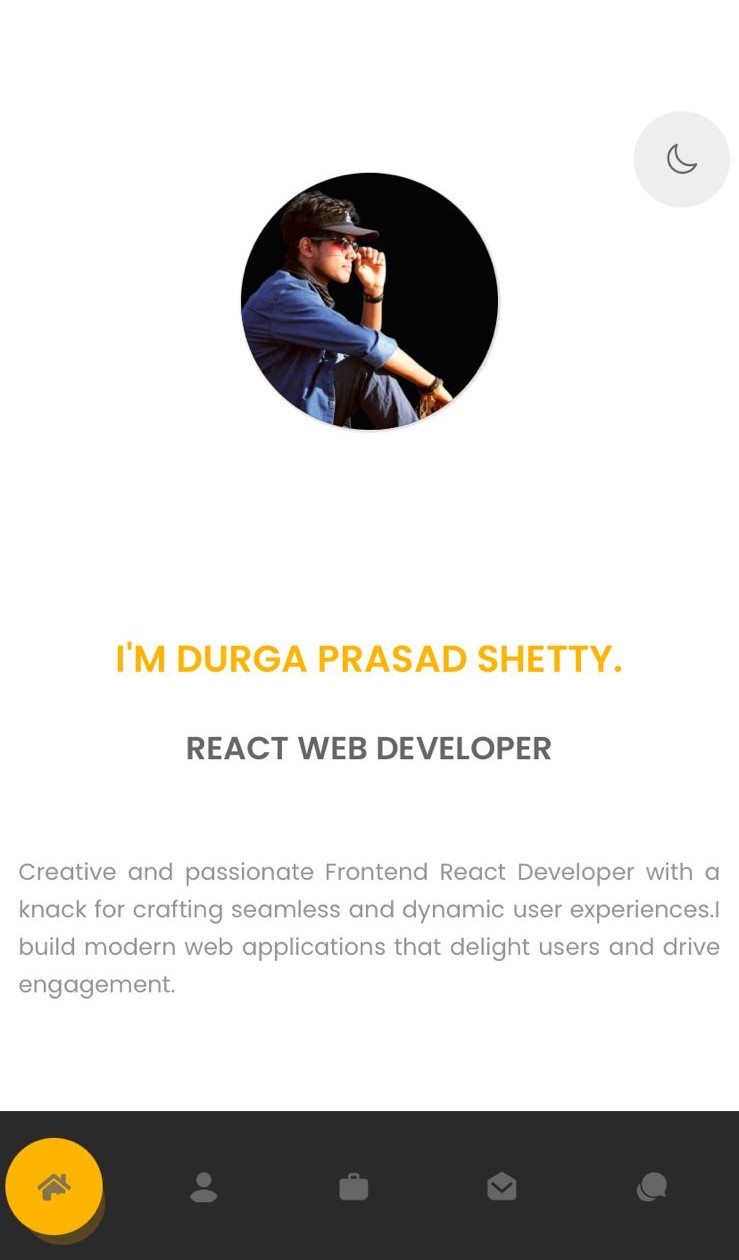 I'M DURGA PRASAD SHETTY.
REACT WEB DEVELOPER
Creative and passionate Frontend React Developer with a
knack for crafting seamless and dynamic user experiences.I
build modern web applications that delight users and drive
engagement.